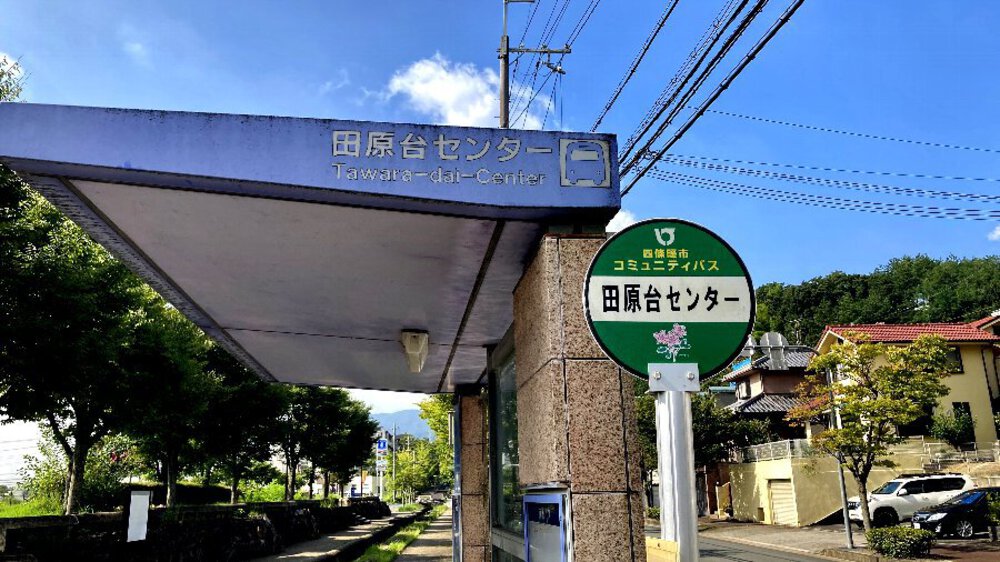 田原台センター
Tawara-dai-Center
四條畷市
コミュニティバス
田原台センター